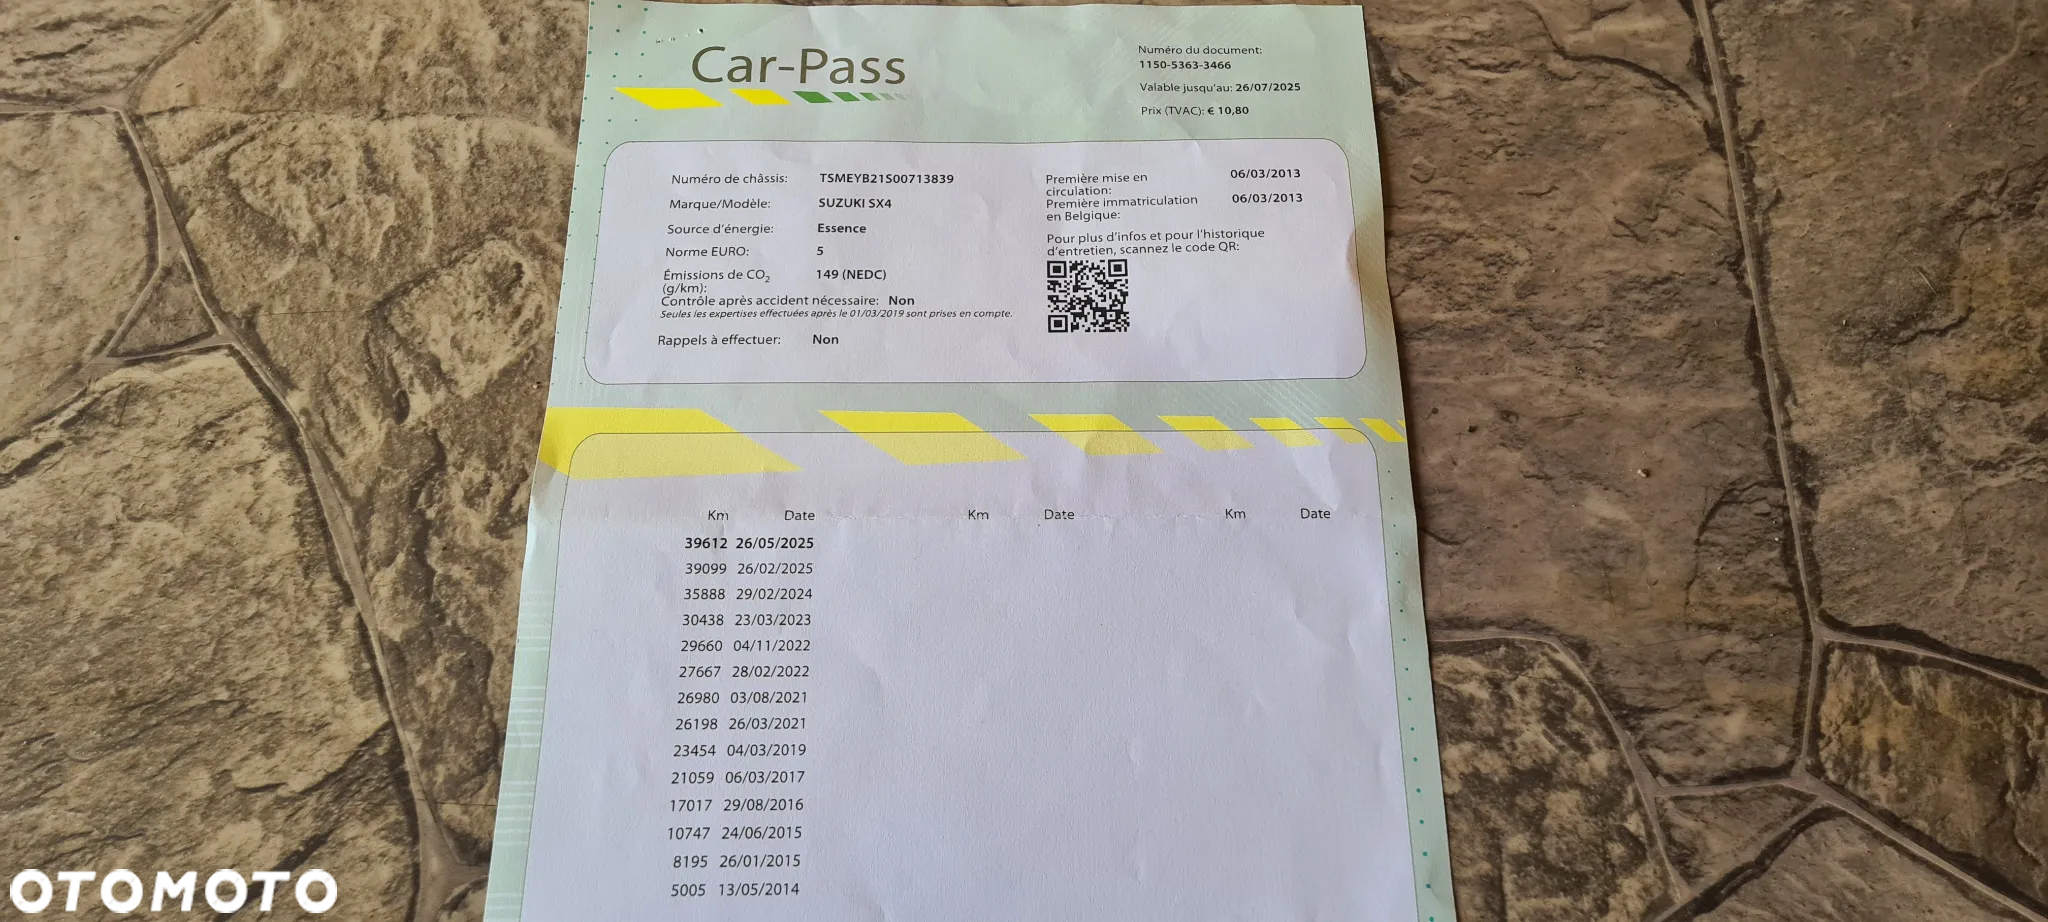 Car-Pass
Numéro du document:
1150-5363-3466
Valable jusqu'au: 26/07/2025
Prix (TVAC): € 10,80
Numéro de châssis: TSMEYB21S00713839
Marque/Modèle: SUZUKI SX4
Source d'énergie: Essence
Norme EURO: 5
Émissions de CO2 149 (NEDC)
(g/km):
Contrôle après accident nécessaire: Non
Seules les expertises effectuées après le 01/03/2019 sont prises en compte.
Rappels à effectuer: Non
Première mise en 06/03/2013
circulation:
Première immatriculation 06/03/2013
en Belgique:
Pour plus d'infos et pour l'historique
d'entretien, scannez le code QR:
Km Date Km Date Km Date
39612 26/05/2025
39099 26/02/2025
35888 29/02/2024
30438 23/03/2023
29660 04/11/2022
27667 28/02/2022
26980 03/08/2021
26198 26/03/2021
23454 04/03/2019
21059 06/03/2017
17017 29/08/2016
10747 24/06/2015
8195 26/01/2015
5005 13/05/2014
OTOMOTO